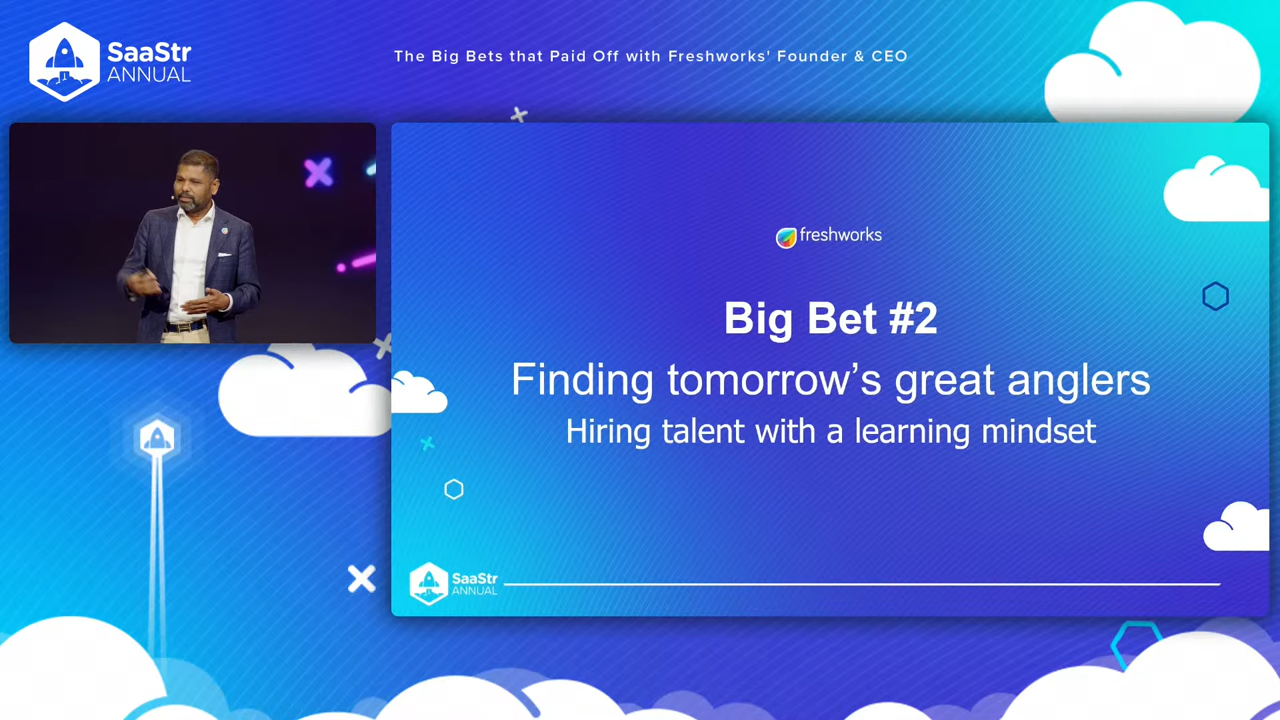 SaaStr
ANNUAL
The Big Bets that Paid Off with Freshworks' Founder & CEO
freshworks
Big Bet #2
Finding tomorrow’s great anglers
Hiring talent with a learning mindset
SaaStr
ANNUAL